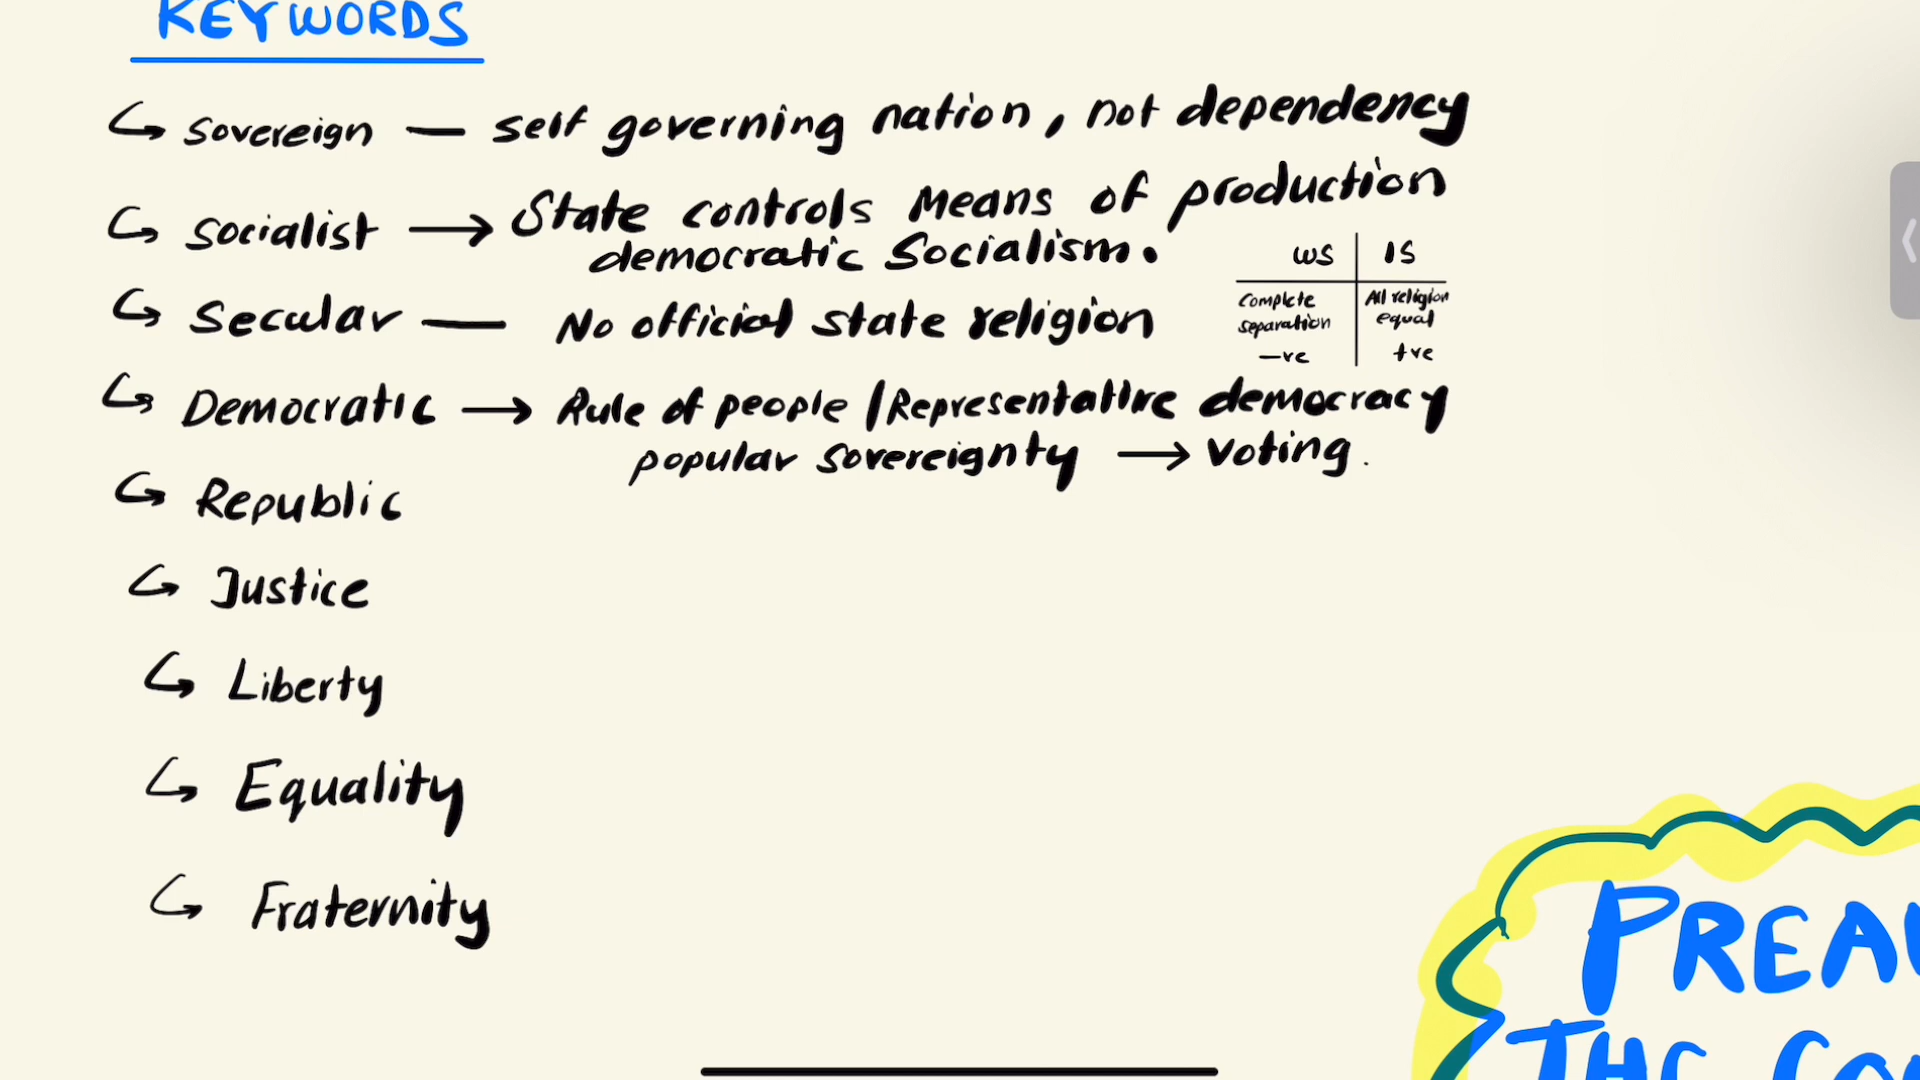 KEYWORDS
↪ Sovereign — self governing nation, not dependency
↪ Socialist → State controls Means of production
democratic Socialism.
WS | IS
Complete separation -ve | All religion equal +ve
↪ Secular — No official state religion
↪ Democratic → Rule of people / Representative democracy
popular sovereignty → voting.
↪ Republic
↪ Justice
↪ Liberty
↪ Equality
↪ Fraternity
PREA
THE CO